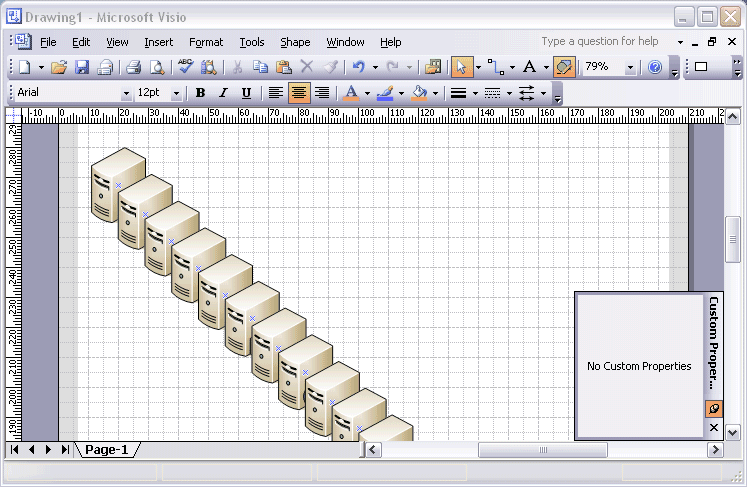 Drawing1 - Microsoft Visio
File Edit View Insert Format Tools Shape Window Help Type a question for help
79%
Arial 12pt B I U A
-10 0 10 20 30 40 50 60 70 80 90 100 110 120 130 140 150 160 170 180 190 200 210
280
270
260
250
240
230
220
210
200
190
Custom Proper...
No Custom Properties
Page-1